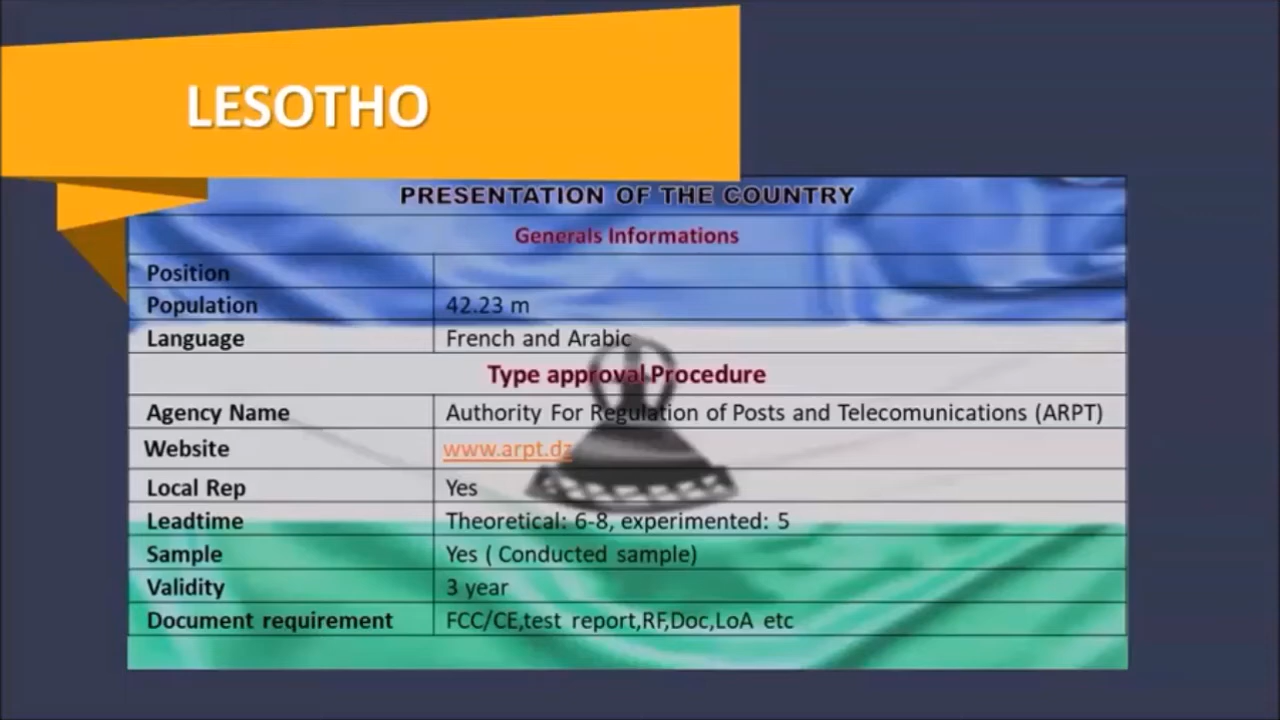 LESOTHO
PRESENTATION OF THE COUNTRY
Generals Informations
Position
Population 42.23 m
Language French and Arabic
Type approval Procedure
Agency Name Authority For Regulation of Posts and Telecomunications (ARPT)
Website www.arpt.dz
Local Rep Yes
Leadtime Theoretical: 6-8, experimented: 5
Sample Yes ( Conducted sample)
Validity 3 year
Document requirement FCC/CE,test report,RF,Doc,LoA etc